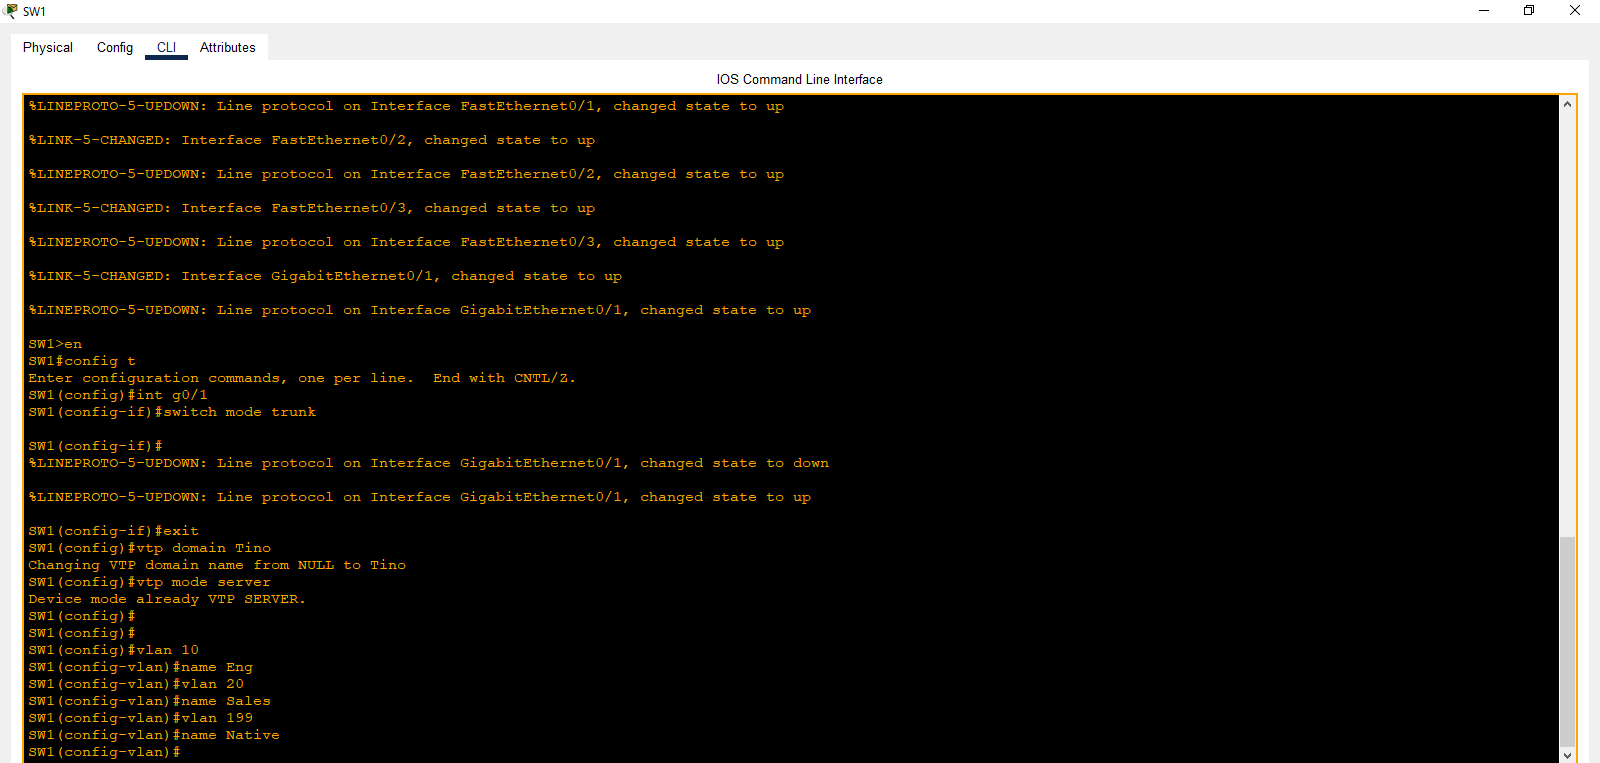 SW1
Physical Config CLI Attributes
IOS Command Line Interface
%LINEPROTO-5-UPDOWN: Line protocol on Interface FastEthernet0/1, changed state to up
%LINK-5-CHANGED: Interface FastEthernet0/2, changed state to up
%LINEPROTO-5-UPDOWN: Line protocol on Interface FastEthernet0/2, changed state to up
%LINK-5-CHANGED: Interface FastEthernet0/3, changed state to up
%LINEPROTO-5-UPDOWN: Line protocol on Interface FastEthernet0/3, changed state to up
%LINK-5-CHANGED: Interface GigabitEthernet0/1, changed state to up
%LINEPROTO-5-UPDOWN: Line protocol on Interface GigabitEthernet0/1, changed state to up
SW1>en
SW1#config t
Enter configuration commands, one per line.  End with CNTL/Z.
SW1(config)#int g0/1
SW1(config-if)#switch mode trunk
SW1(config-if)#
%LINEPROTO-5-UPDOWN: Line protocol on Interface GigabitEthernet0/1, changed state to down
%LINEPROTO-5-UPDOWN: Line protocol on Interface GigabitEthernet0/1, changed state to up
SW1(config-if)#exit
SW1(config)#vtp domain Tino
Changing VTP domain name from NULL to Tino
SW1(config)#vtp mode server
Device mode already VTP SERVER.
SW1(config)#
SW1(config)#
SW1(config)#vlan 10
SW1(config-vlan)#name Eng
SW1(config-vlan)#vlan 20
SW1(config-vlan)#name Sales
SW1(config-vlan)#vlan 199
SW1(config-vlan)#name Native
SW1(config-vlan)#